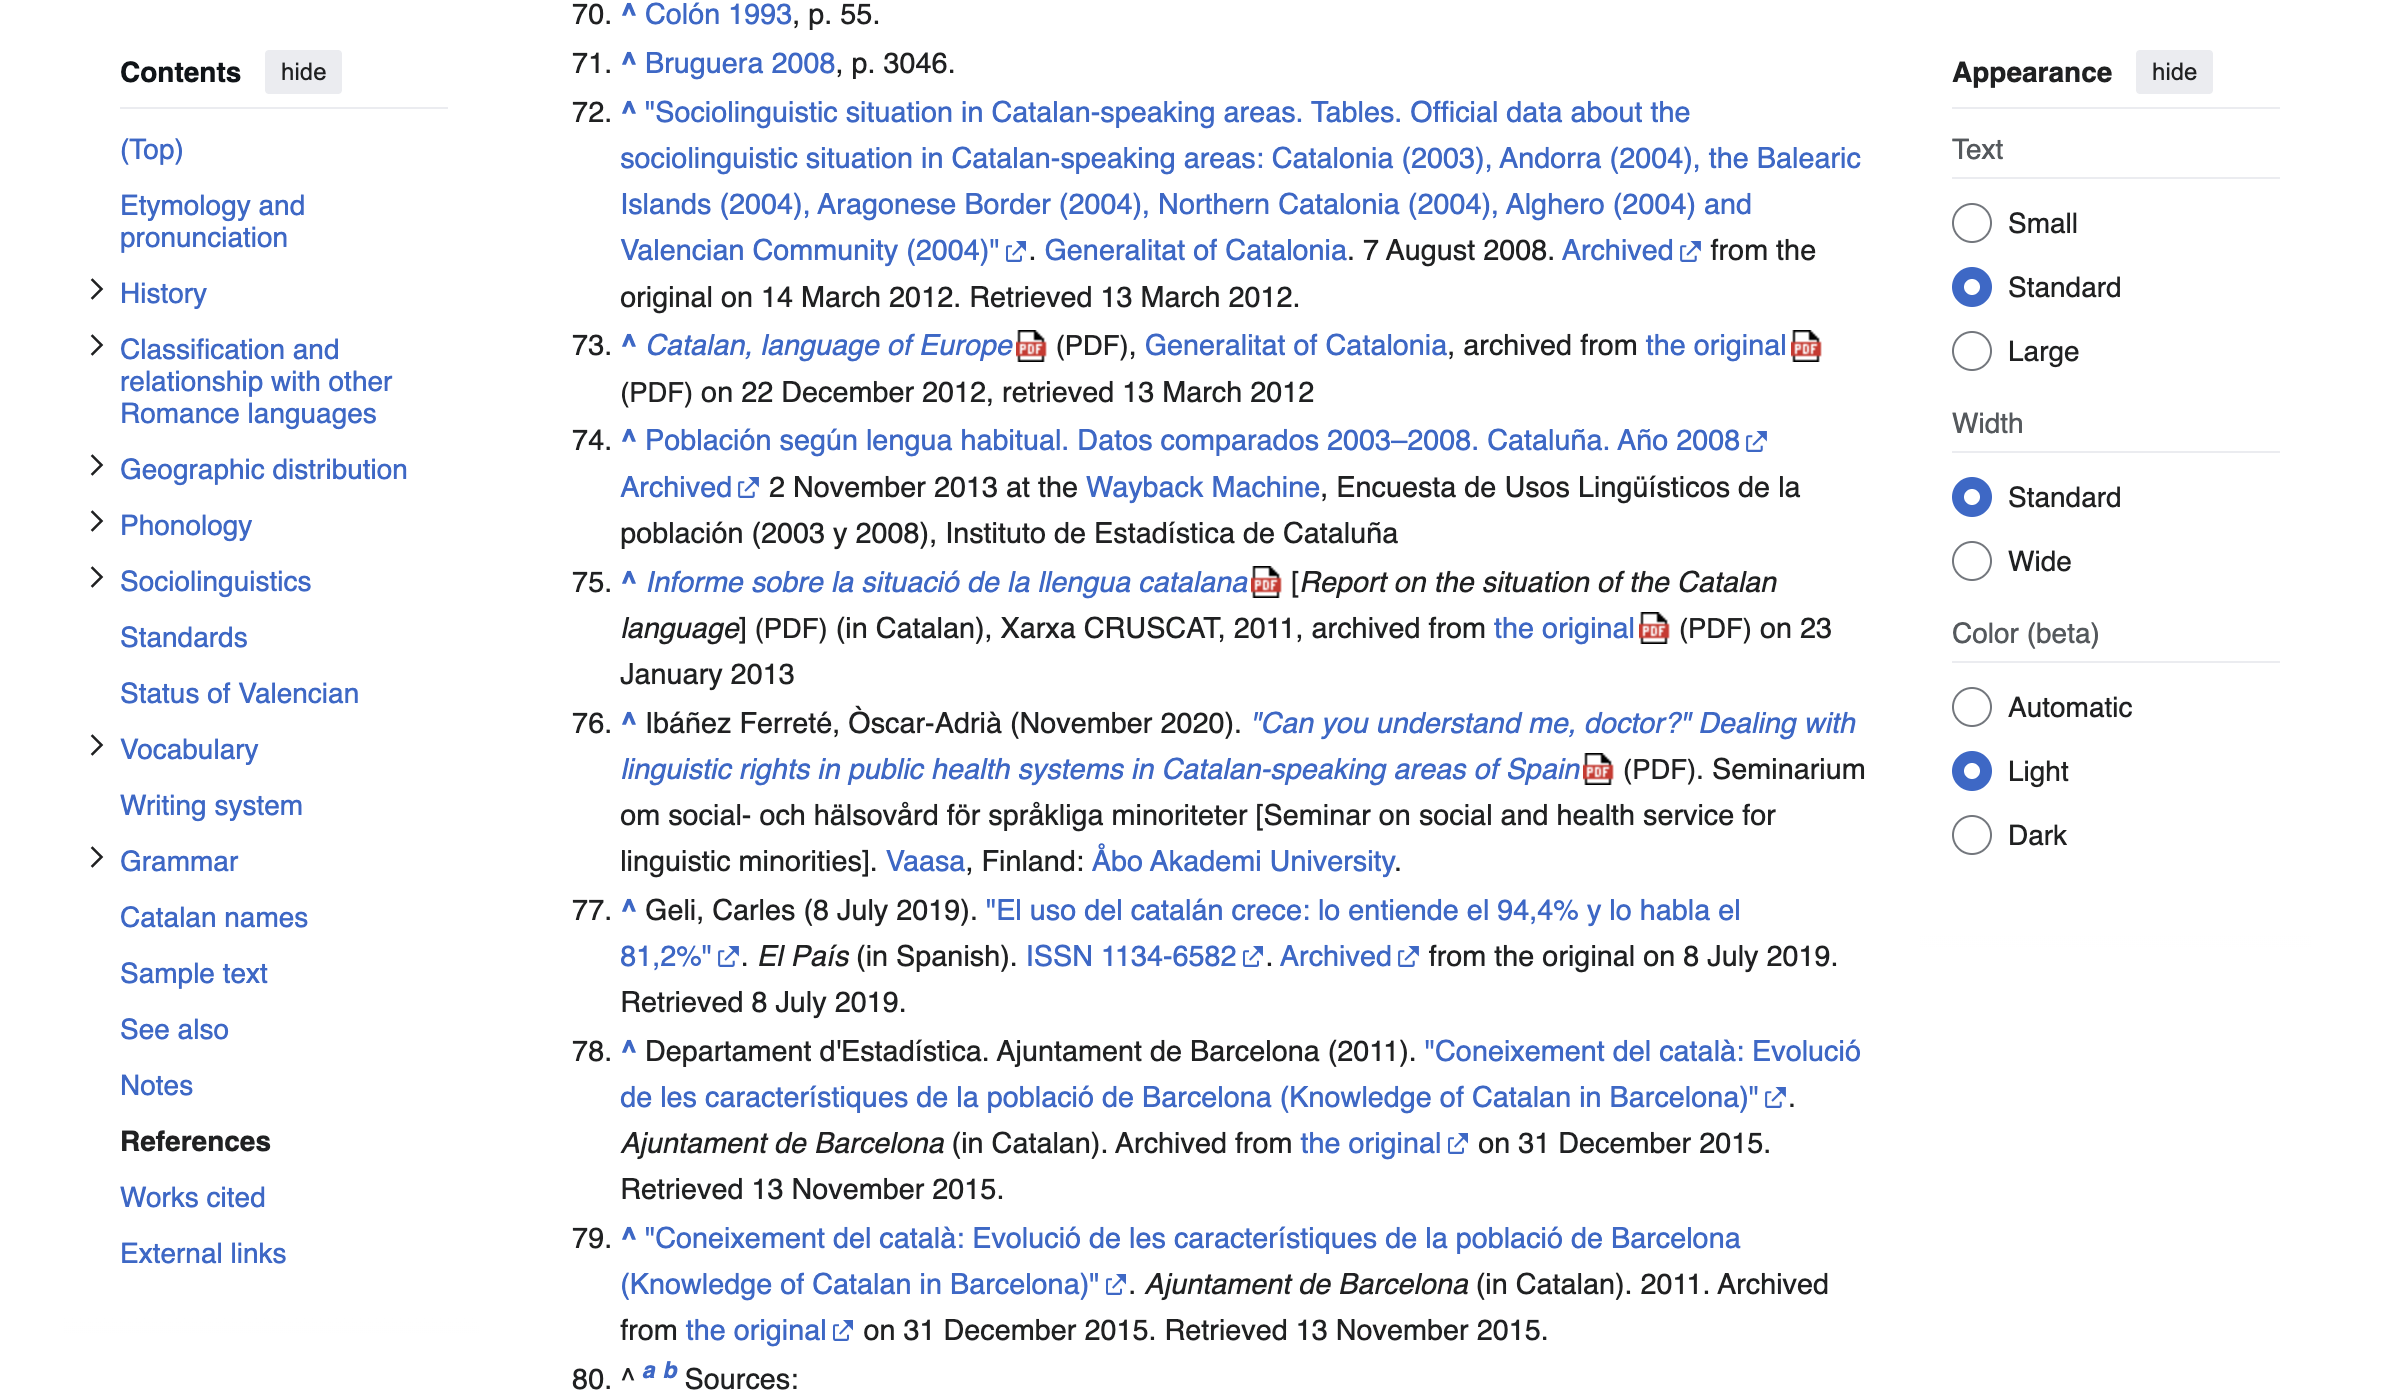 Contents hide
(Top)
Etymology and
pronunciation
History
Classification and
relationship with other
Romance languages
Geographic distribution
Phonology
Sociolinguistics
Standards
Status of Valencian
Vocabulary
Writing system
Grammar
Catalan names
Sample text
See also
Notes
References
Works cited
External links
70. ^ Colón 1993, p. 55.
71. ^ Bruguera 2008, p. 3046.
72. ^ "Sociolinguistic situation in Catalan-speaking areas. Tables. Official data about the
sociolinguistic situation in Catalan-speaking areas: Catalonia (2003), Andorra (2004), the Balearic
Islands (2004), Aragonese Border (2004), Northern Catalonia (2004), Alghero (2004) and
Valencian Community (2004)". Generalitat of Catalonia. 7 August 2008. Archived from the
original on 14 March 2012. Retrieved 13 March 2012.
73. ^ Catalan, language of Europe PDF (PDF), Generalitat of Catalonia, archived from the original PDF
(PDF) on 22 December 2012, retrieved 13 March 2012
74. ^ Población según lengua habitual. Datos comparados 2003–2008. Cataluña. Año 2008
Archived 2 November 2013 at the Wayback Machine, Encuesta de Usos Lingüísticos de la
población (2003 y 2008), Instituto de Estadística de Cataluña
75. ^ Informe sobre la situació de la llengua catalana PDF [Report on the situation of the Catalan
language] (PDF) (in Catalan), Xarxa CRUSCAT, 2011, archived from the original PDF (PDF) on 23
January 2013
76. ^ Ibáñez Ferreté, Òscar-Adrià (November 2020). "Can you understand me, doctor?" Dealing with
linguistic rights in public health systems in Catalan-speaking areas of Spain PDF (PDF). Seminarium
om social- och hälsovård för språkliga minoriteter [Seminar on social and health service for
linguistic minorities]. Vaasa, Finland: Åbo Akademi University.
77. ^ Geli, Carles (8 July 2019). "El uso del catalán crece: lo entiende el 94,4% y lo habla el
81,2%". El País (in Spanish). ISSN 1134-6582. Archived from the original on 8 July 2019.
Retrieved 8 July 2019.
78. ^ Departament d'Estadística. Ajuntament de Barcelona (2011). "Coneixement del català: Evolució
de les característiques de la població de Barcelona (Knowledge of Catalan in Barcelona)".
Ajuntament de Barcelona (in Catalan). Archived from the original on 31 December 2015.
Retrieved 13 November 2015.
79. ^ "Coneixement del català: Evolució de les característiques de la població de Barcelona
(Knowledge of Catalan in Barcelona)". Ajuntament de Barcelona (in Catalan). 2011. Archived
from the original on 31 December 2015. Retrieved 13 November 2015.
80. ^ a b Sources:
Appearance hide
Text
Small
Standard
Large
Width
Standard
Wide
Color (beta)
Automatic
Light
Dark